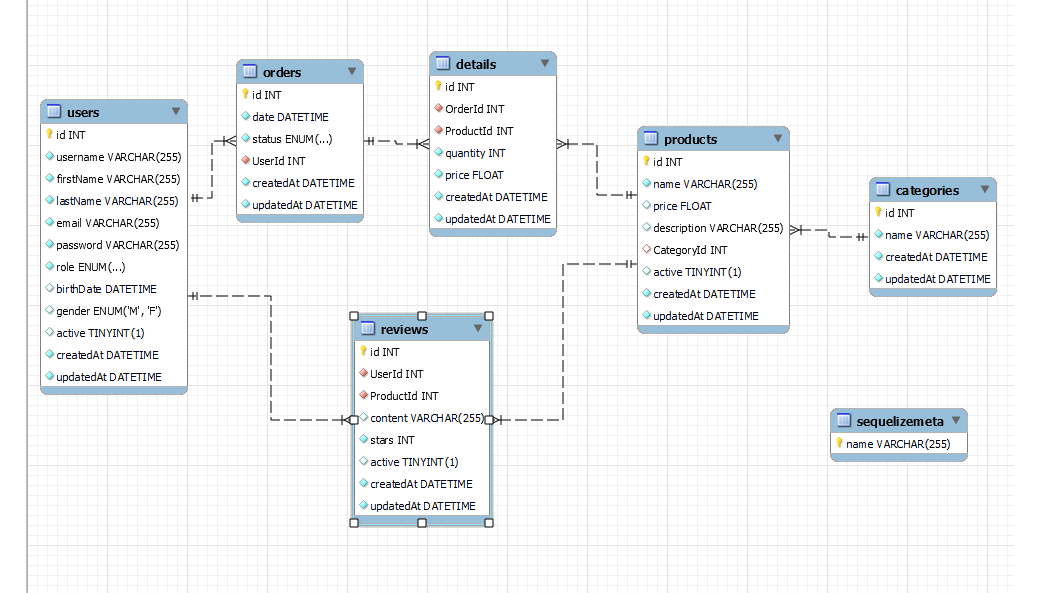 users
id INT
username VARCHAR(255)
firstName VARCHAR(255)
lastName VARCHAR(255)
email VARCHAR(255)
password VARCHAR(255)
role ENUM(...)
birthDate DATETIME
gender ENUM('M', 'F')
active TINYINT(1)
createdAt DATETIME
updatedAt DATETIME
orders
id INT
date DATETIME
status ENUM(...)
UserId INT
createdAt DATETIME
updatedAt DATETIME
details
id INT
OrderId INT
ProductId INT
quantity INT
price FLOAT
createdAt DATETIME
updatedAt DATETIME
products
id INT
name VARCHAR(255)
price FLOAT
description VARCHAR(255)
CategoryId INT
active TINYINT(1)
createdAt DATETIME
updatedAt DATETIME
categories
id INT
name VARCHAR(255)
createdAt DATETIME
updatedAt DATETIME
reviews
id INT
UserId INT
ProductId INT
content VARCHAR(255)
stars INT
active TINYINT(1)
createdAt DATETIME
updatedAt DATETIME
sequelizemeta
name VARCHAR(255)